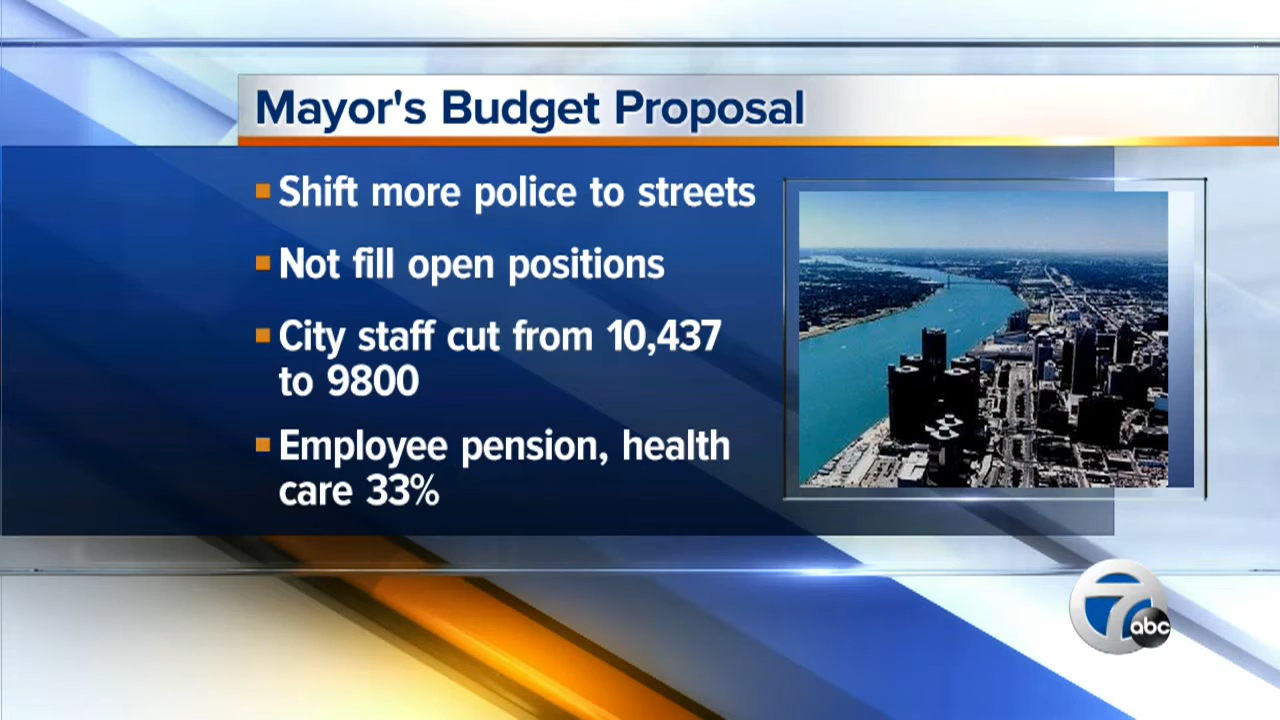 Mayor's Budget Proposal
Shift more police to streets
Not fill open positions
City staff cut from 10,437
to 9800
Employee pension, health
care 33%
7
abc